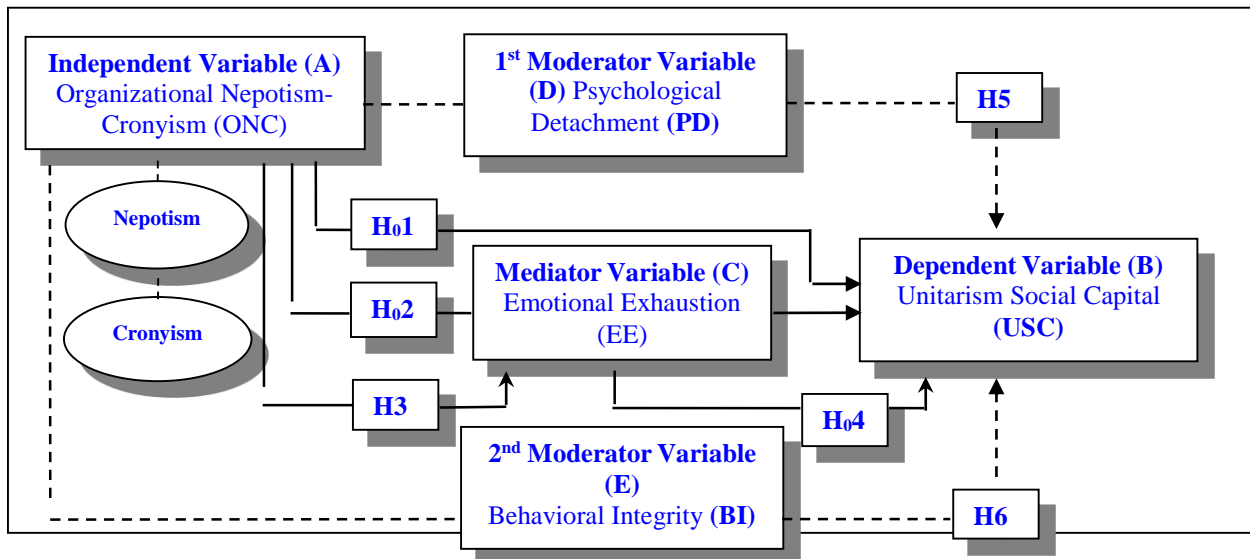 Independent Variable (A)
Organizational Nepotism-
Cronyism (ONC)
1st Moderator Variable
(D) Psychological
Detachment (PD)
H5
Nepotism
H01
Mediator Variable (C)
Emotional Exhaustion
(EE)
Dependent Variable (B)
Unitarism Social Capital
(USC)
H02
Cronyism
H3
H04
2nd Moderator Variable
(E)
Behavioral Integrity (BI)
H6